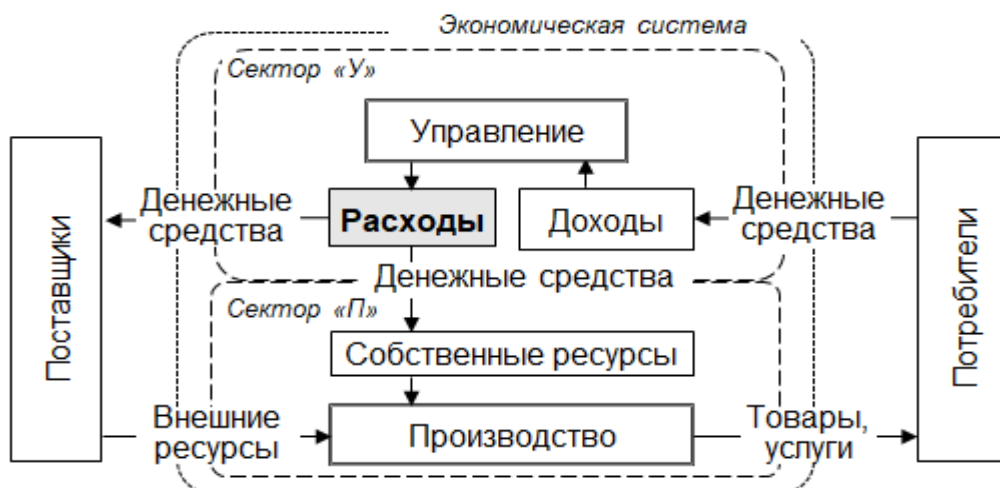 Экономическая система
Сектор «У»
Управление
Поставщики
Денежные
средства
Расходы
Доходы
Денежные
средства
Потребители
Денежные средства
Сектор «П»
Собственные ресурсы
Внешние
ресурсы
Производство
Товары,
услуги